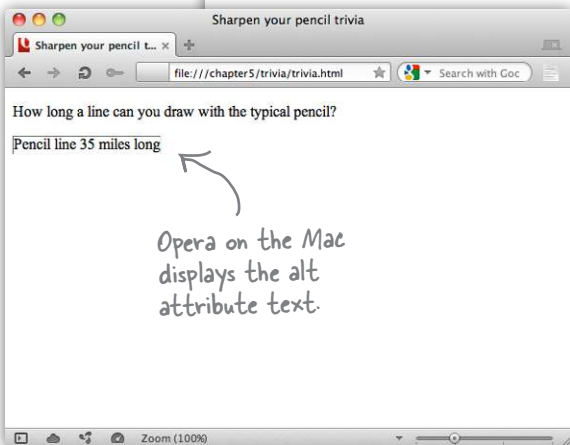 Sharpen your pencil trivia
Sharpen your pencil t...
file:///chapter5/trivia/trivia.html
Search with Goc
How long a line can you draw with the typical pencil?
Pencil line 35 miles long
Opera on the Mac
displays the alt
attribute text.
Zoom (100%)